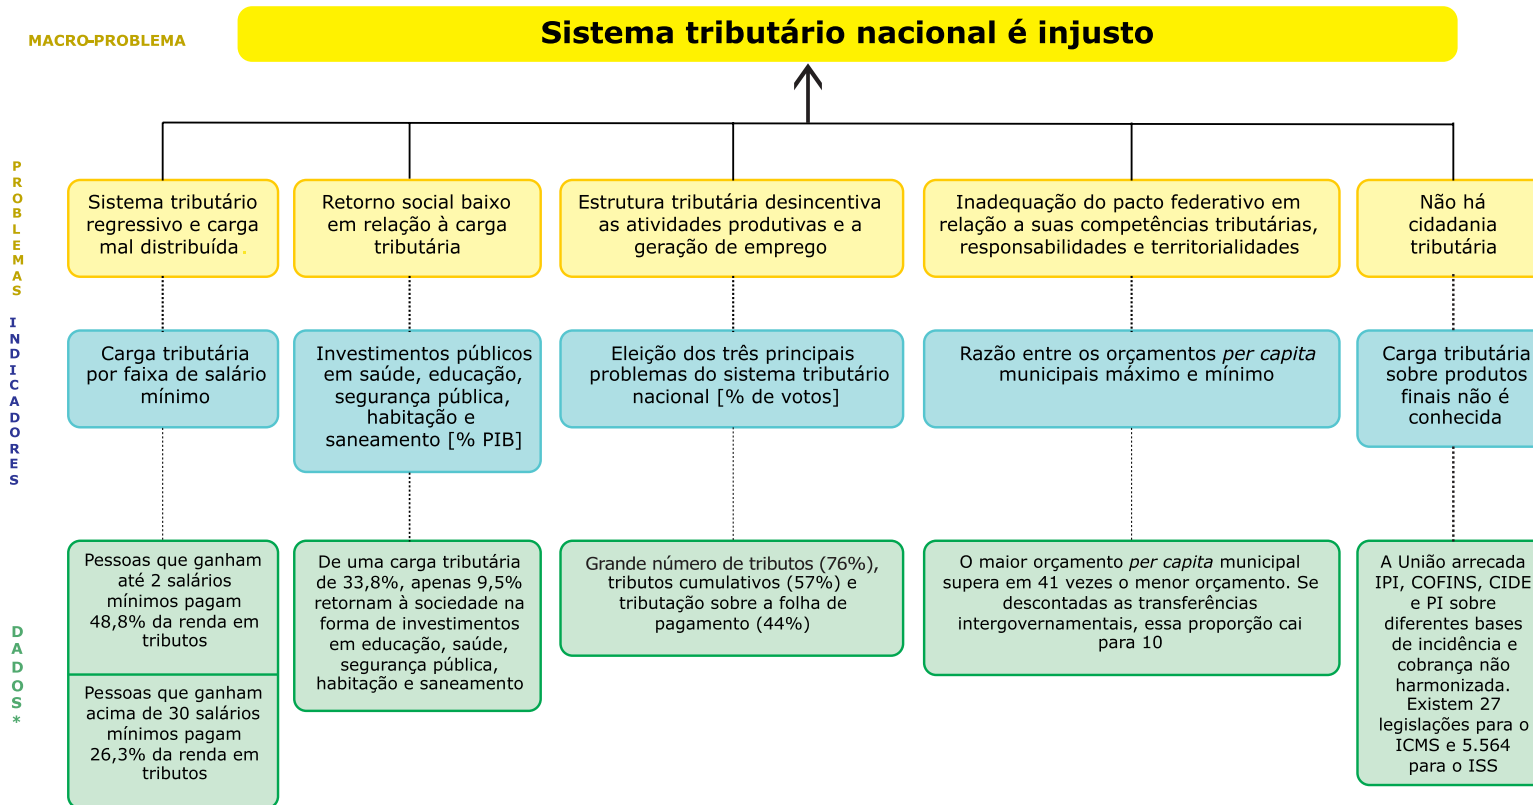 MACRO-PROBLEMA
Sistema tributário nacional é injusto
PROBLEMAS
Sistema tributário
regressivo e carga
mal distribuída.
Retorno social baixo
em relação à carga
tributária
Estrutura tributária desincentiva
as atividades produtivas e a
geração de emprego
Inadequação do pacto federativo em
relação a suas competências tributárias,
responsabilidades e territorialidades
Não há
cidadania
tributária
INDICADORES
Carga tributária
por faixa de salário
mínimo
Investimentos públicos
em saúde, educação,
segurança pública,
habitação e
saneamento [% PIB]
Eleição dos três principais
problemas do sistema tributário
nacional [% de votos]
Razão entre os orçamentos per capita
municipais máximo e mínimo
Carga tributária
sobre produtos
finais não é
conhecida
DADOS*
Pessoas que ganham
até 2 salários
mínimos pagam
48,8% da renda em
tributos
Pessoas que ganham
acima de 30 salários
mínimos pagam
26,3% da renda em
tributos
De uma carga tributária
de 33,8%, apenas 9,5%
retornam à sociedade na
forma de investimentos
em educação, saúde,
segurança pública,
habitação e saneamento
Grande número de tributos (76%),
tributos cumulativos (57%) e
tributação sobre a folha de
pagamento (44%)
O maior orçamento per capita municipal
supera em 41 vezes o menor orçamento. Se
descontadas as transferências
intergovernamentais, essa proporção cai
para 10
A União arrecada
IPI, COFINS, CIDE
e PI sobre
diferentes bases
de incidência e
cobrança não
harmonizada.
Existem 27
legislações para o
ICMS e 5.564
para o ISS